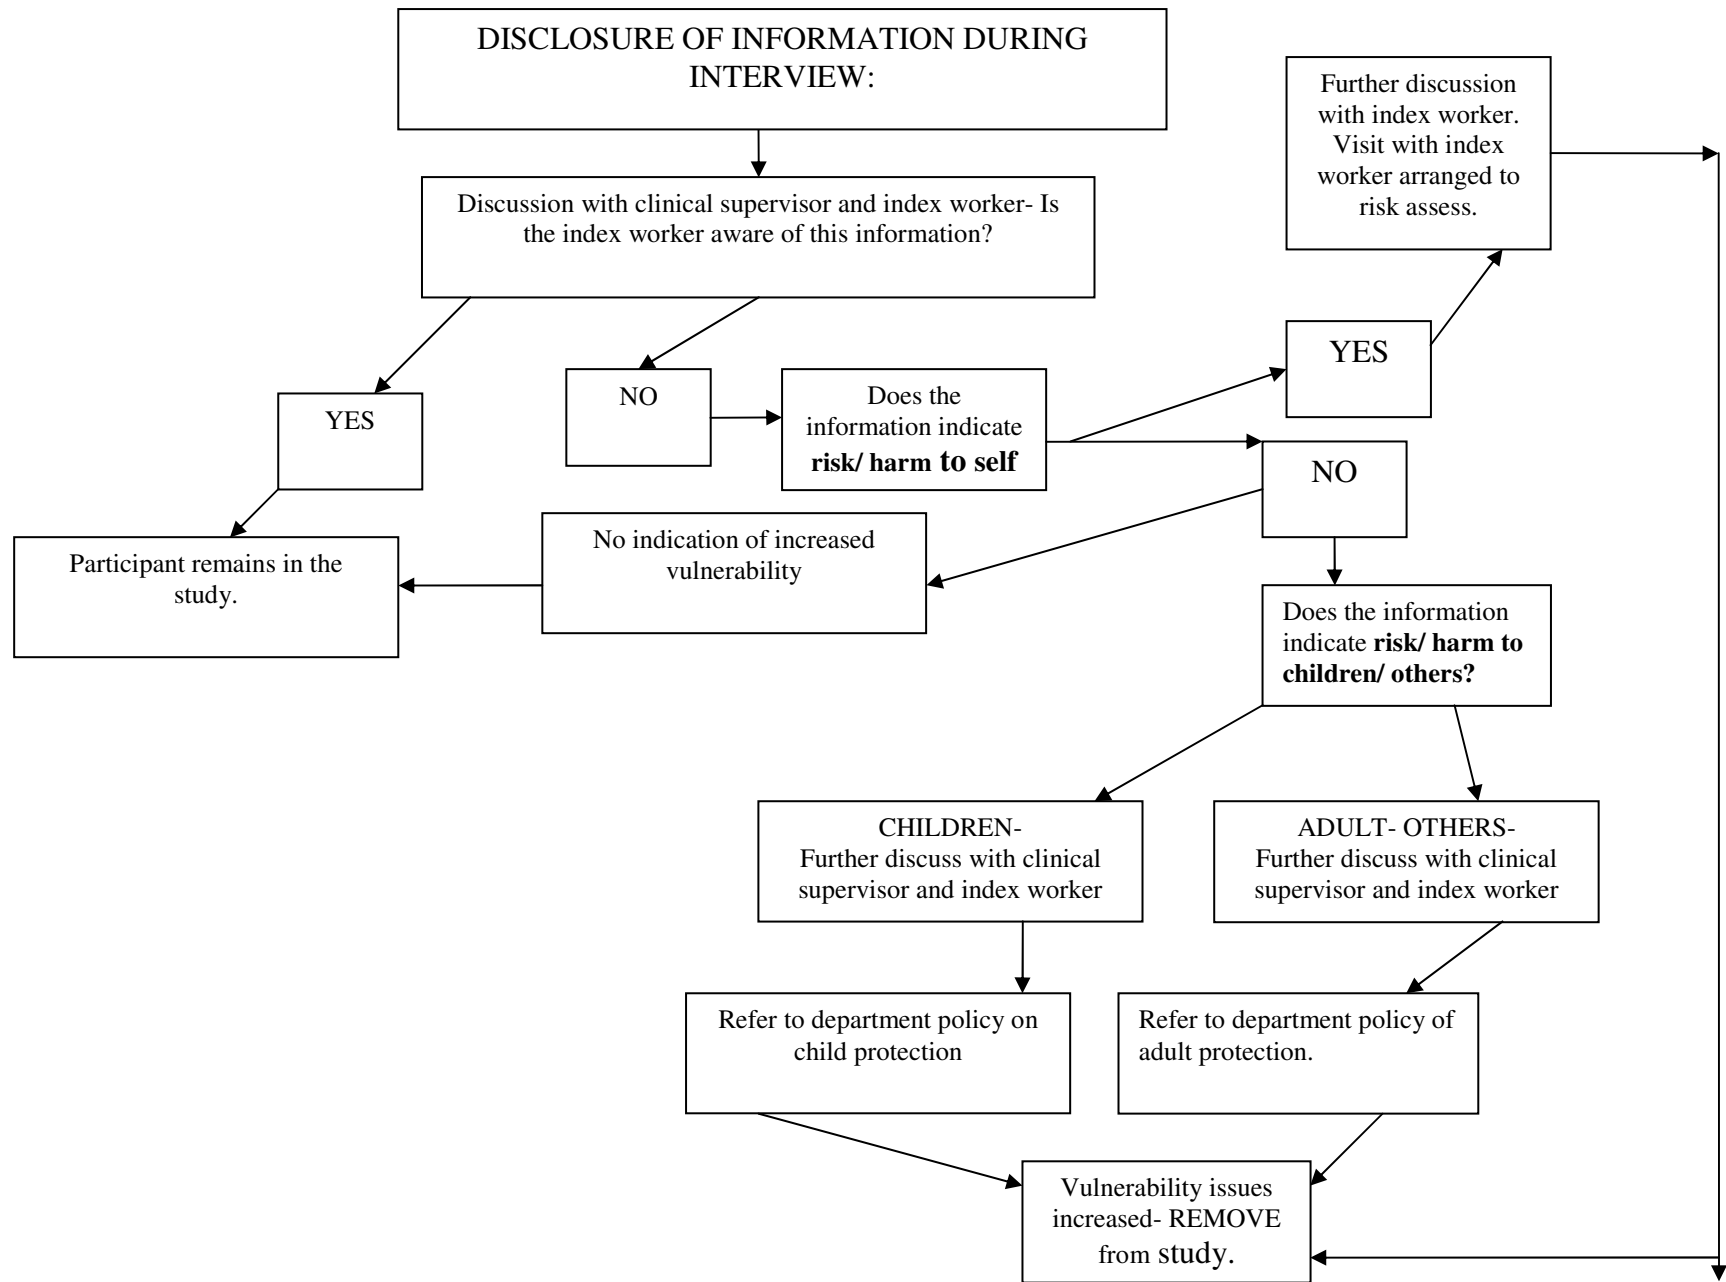 DISCLOSURE OF INFORMATION DURING
INTERVIEW:
Further discussion
with index worker.
Visit with index
worker arranged to
risk assess.
Discussion with clinical supervisor and index worker- Is
the index worker aware of this information?
YES
NO
Does the
information indicate
risk/ harm to self
YES
NO
Participant remains in the
study.
No indication of increased
vulnerability
Does the information
indicate risk/ harm to
children/ others?
CHILDREN-
Further discuss with clinical
supervisor and index worker
ADULT- OTHERS-
Further discuss with clinical
supervisor and index worker
Refer to department policy on
child protection
Refer to department policy of
adult protection.
Vulnerability issues
increased- REMOVE
from study.